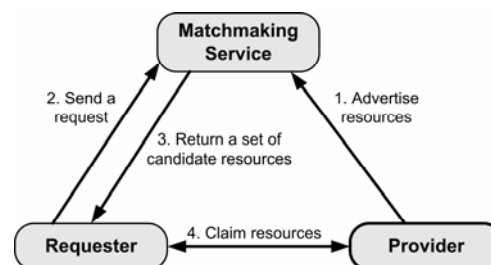 Matchmaking
Service
2. Send a
request
1. Advertise
resources
3. Return a set of
candidate resources
4. Claim resources
Requester
Provider